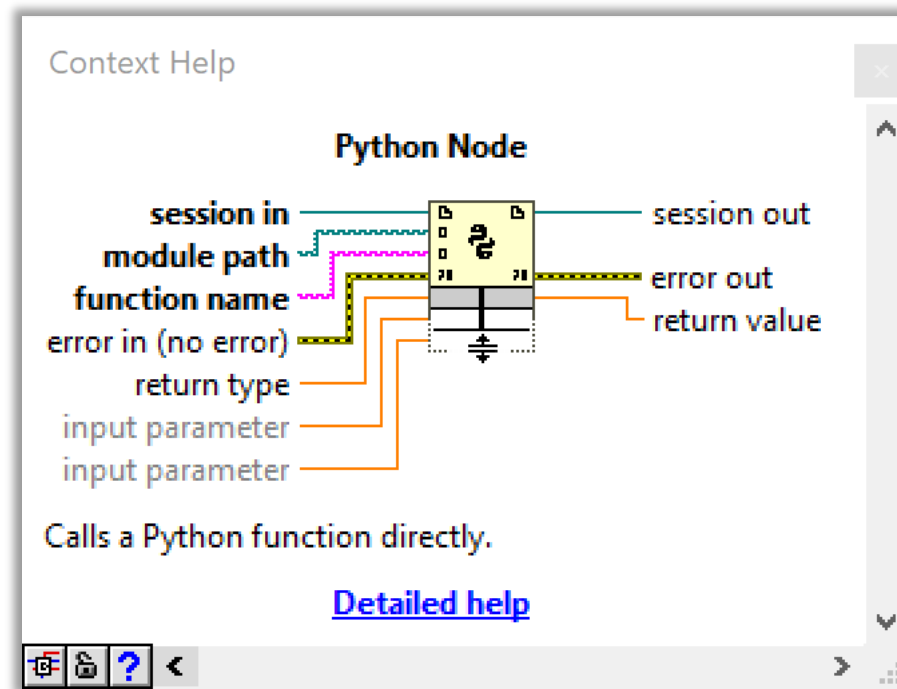 Context Help
Python Node
session in
module path
function name
error in (no error)
return type
input parameter
input parameter
session out
error out
return value
Calls a Python function directly.
Detailed help
?